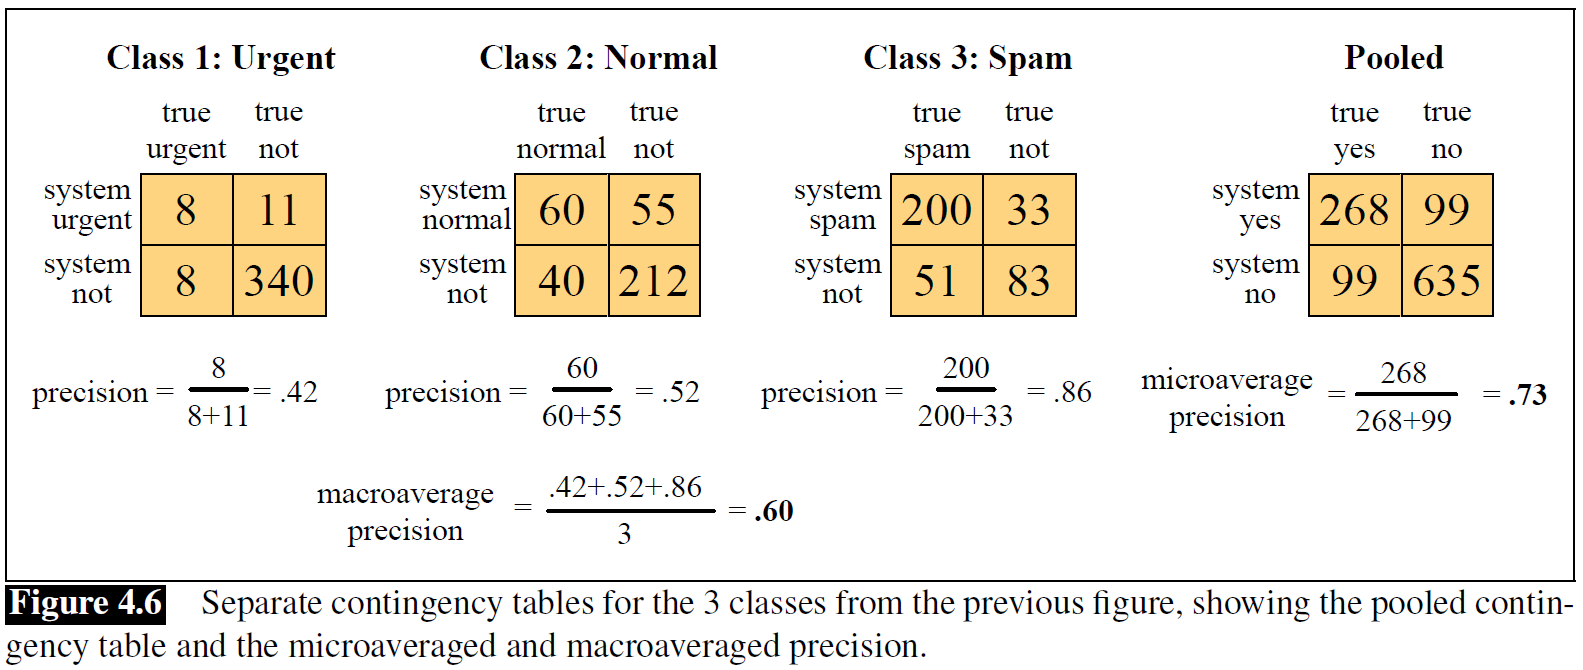 Class 1: Urgent
true urgent
true not
system urgent
8
11
system not
8
340
precision = 8 / 8+11 = .42
Class 2: Normal
true normal
true not
system normal
60
55
system not
40
212
precision = 60 / 60+55 = .52
Class 3: Spam
true spam
true not
system spam
200
33
system not
51
83
precision = 200 / 200+33 = .86
Pooled
true yes
true no
system yes
268
99
system no
99
635
microaverage precision = 268 / 268+99 = .73
macroaverage precision = .42+.52+.86 / 3 = .60
Figure 4.6 Separate contingency tables for the 3 classes from the previous figure, showing the pooled contin-
gency table and the microaveraged and macroaveraged precision.